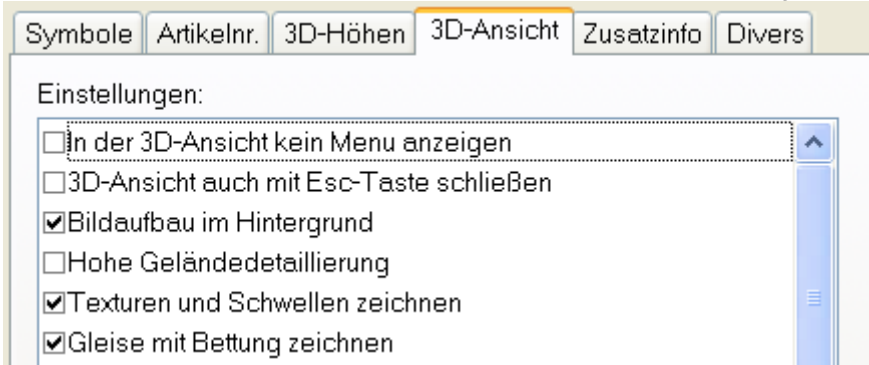 Symbole Artikelnr. 3D-Höhen 3D-Ansicht Zusatzinfo Divers
Einstellungen:
In der 3D-Ansicht kein Menu anzeigen
3D-Ansicht auch mit Esc-Taste schließen
Bildaufbau im Hintergrund
Hohe Geländedetaillierung
Texturen und Schwellen zeichnen
Gleise mit Bettung zeichnen